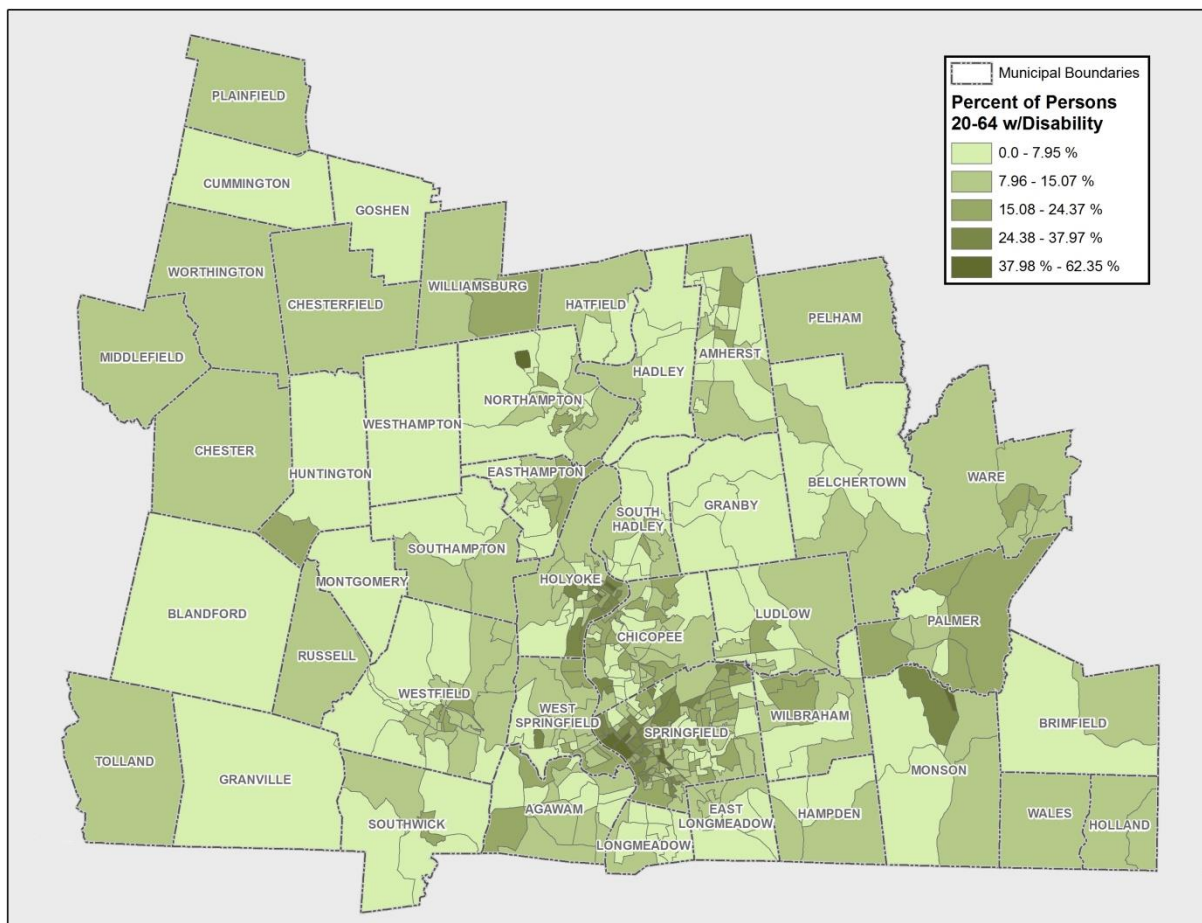 Municipal Boundaries
Percent of Persons
20-64 w/Disability
0.0 - 7.95 %
7.96 - 15.07 %
15.08 - 24.37 %
24.38 - 37.97 %
37.98 % - 62.35 %
PLAINFIELD
CUMMINGTON
GOSHEN
WORTHINGTON
CHESTERFIELD
WILLIAMSBURG
HATFIELD
PELHAM
MIDDLEFIELD
AMHERST
HADLEY
NORTHAMPTON
WESTHAMPTON
CHESTER
HUNTINGTON
EASTHAMPTON
WARE
BELCHERTOWN
GRANBY
SOUTH
HADLEY
SOUTHAMPTON
MONTGOMERY
HOLYOKE
BLANDFORD
LUDLOW
PALMER
CHICOPEE
RUSSELL
WESTFIELD
WEST
SPRINGFIELD
SPRINGFIELD
WILBRAHAM
BRIMFIELD
TOLLAND
GRANVILLE
MONSON
AGAWAM
SOUTHWICK
EAST
LONGMEADOW
HAMPDEN
WALES
HOLLAND
LONGMEADOW